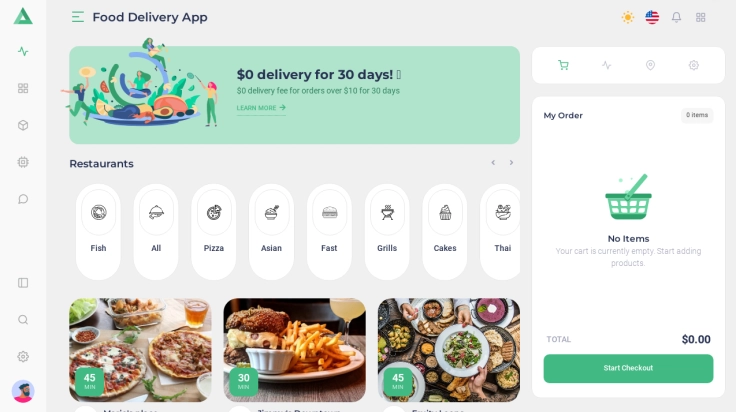 Food Delivery App
$0 delivery for 30 days!
$0 delivery fee for orders over $10 for 30 days
LEARN MORE
Restaurants
Fish
All
Pizza
Asian
Fast
Grills
Cakes
Thai
45
MIN
30
MIN
45
MIN
My Order
0 items
No Items
Your cart is currently empty. Start adding
products.
TOTAL
$0.00
Start Checkout